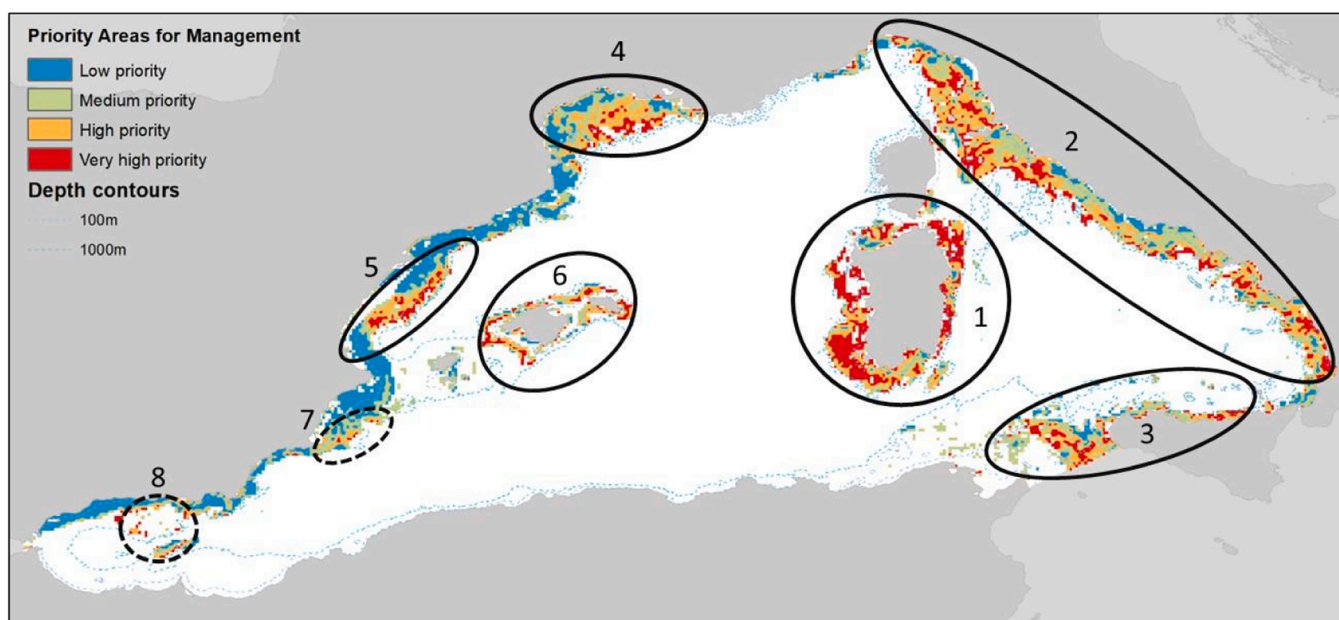 Priority Areas for Management
Low priority
Medium priority
High priority
Very high priority
Depth contours
100m
1000m
4
2
5
6
1
7
3
8